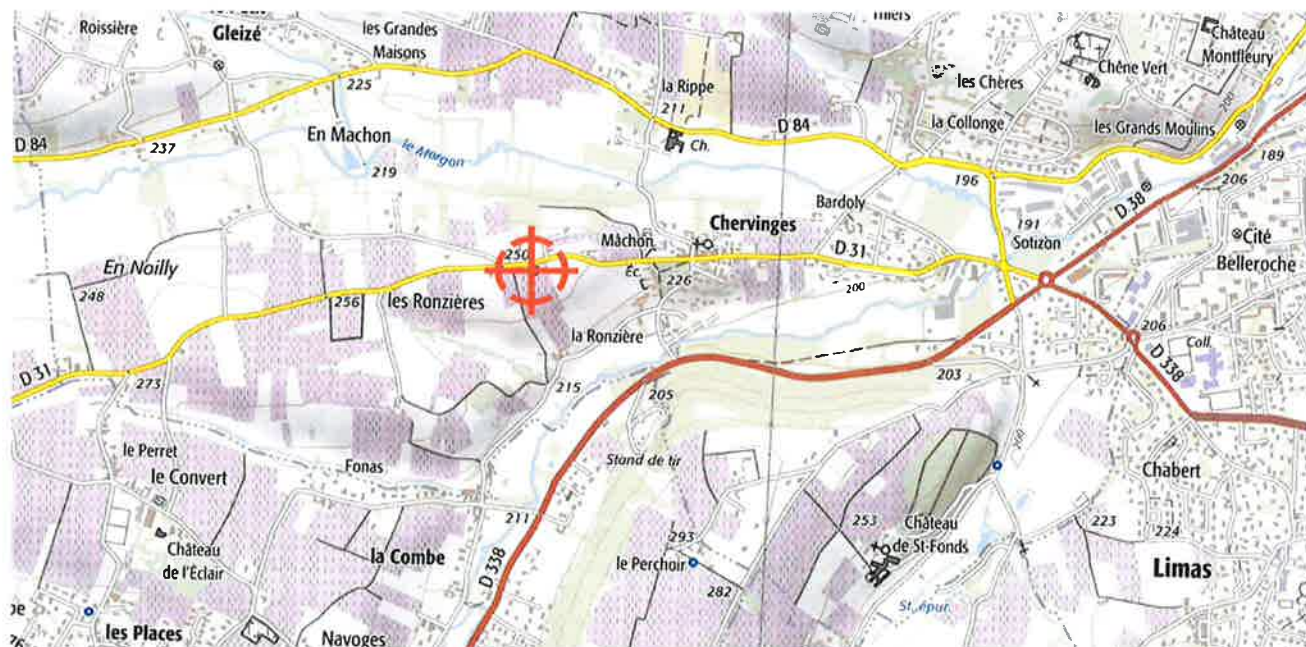 Roissière
Gleizé
les Grandes
Maisons
225
la Rippe
211
Thiers
les Chères
Chêne Vert
Château
Montfleury
200
D 84
237
En Machon
219
le Morgon
Ch.
D 84
la Collonge
les Grands Moulins
196
191
Sotizon
D 38
206
189
Bardoly
Chervinges
Mâchon
Éc.
226
D 31
200
Cité
Belleroche
En Noilly
248
250
256
les Ronzières
la Ronzière
D 31
273
215
205
203
206
Coll.
D 338
le Perret
le Convert
Fonas
Stand de tir
Château
de l'Éclair
211
la Combe
D 338
293
le Perchoir
282
253
Château
de St-Fonds
Chabert
223
224
Limas
St. épur.
les Places
Navoges